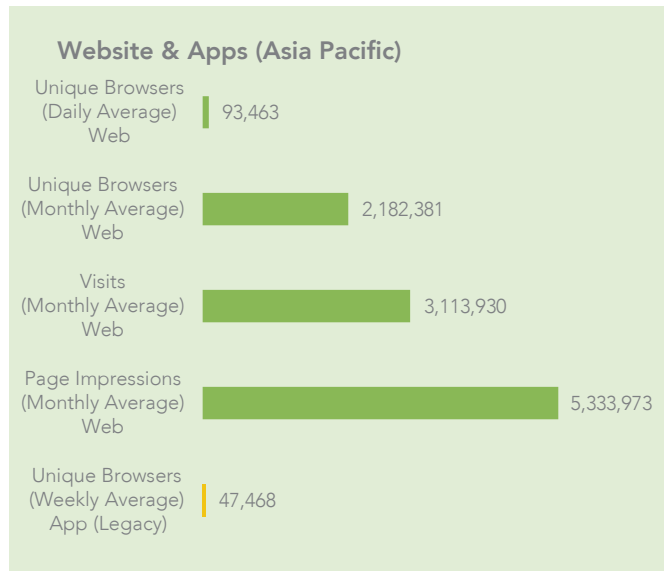 Website & Apps (Asia Pacific)
Unique Browsers
(Daily Average)
Web
93,463
Unique Browsers
(Monthly Average)
Web
2,182,381
Visits
(Monthly Average)
Web
3,113,930
Page Impressions
(Monthly Average)
Web
5,333,973
Unique Browsers
(Weekly Average)
App (Legacy)
47,468